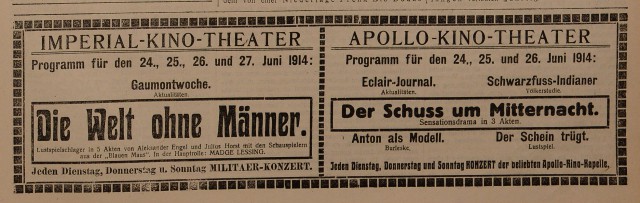 IMPERIAL-KINO-THEATER
Programm für den 24., 25., 26. und 27. Juni 1914:
Gaumontwoche.
Aktualitäten.
Die Welt ohne Männer.
Lustspielschlager in 3 Akten von Aleksander Engel und Julius Horst mit den Schauspielern
aus der „Blauen Maus“. In der Hauptrolle: MADGE LESSING.
Jeden Dienstag, Donnerstag u. Sonntag MILITAER-KONZERT.
APOLLO-KINO-THEATER
Programm für den 24., 25. und 26. Juni 1914:
Eclair-Journal. Schwarzfuss-Indianer
Aktualitäten. Völkerstudie.
Der Schuss um Mitternacht.
Sensationsdrama in 3 Akten.
Anton als Modell. Der Schein trügt.
Burleske. Lustspiel.
Jeden Dienstag, Donnerstag und Sonntag KONZERT der beliebten Apollo-Kino-Kapelle.